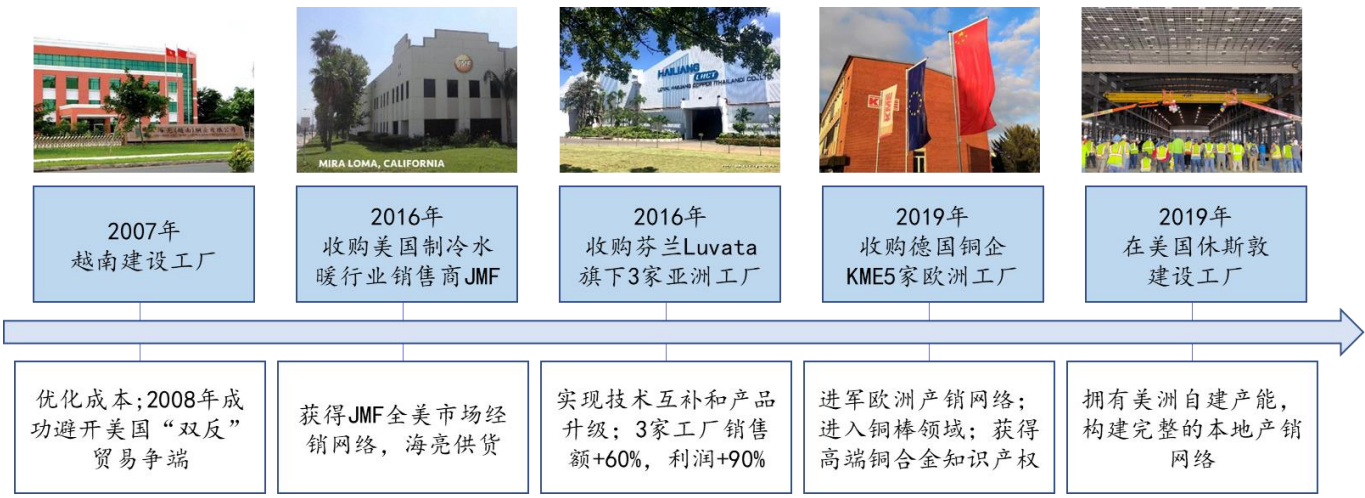 MIRA LOMA, CALIFORNIA
HAILIANG
KME
2007年
越南建设工厂
2016年
收购美国制冷水
暖行业销售商JMF
2016年
收购芬兰Luvata
旗下3家亚洲工厂
2019年
收购德国铜企
KME5家欧洲工厂
2019年
在美国休斯敦
建设工厂
优化成本;2008年成
功避开美国“双反”
贸易争端
获得JMF全美市场经
销网络，海亮供货
实现技术互补和产品
升级；3家工厂销售
额+60%，利润+90%
进军欧洲产销网络；
进入铜棒领域；获得
高端铜合金知识产权
拥有美洲自建产能，
构建完整的本地产销
网络